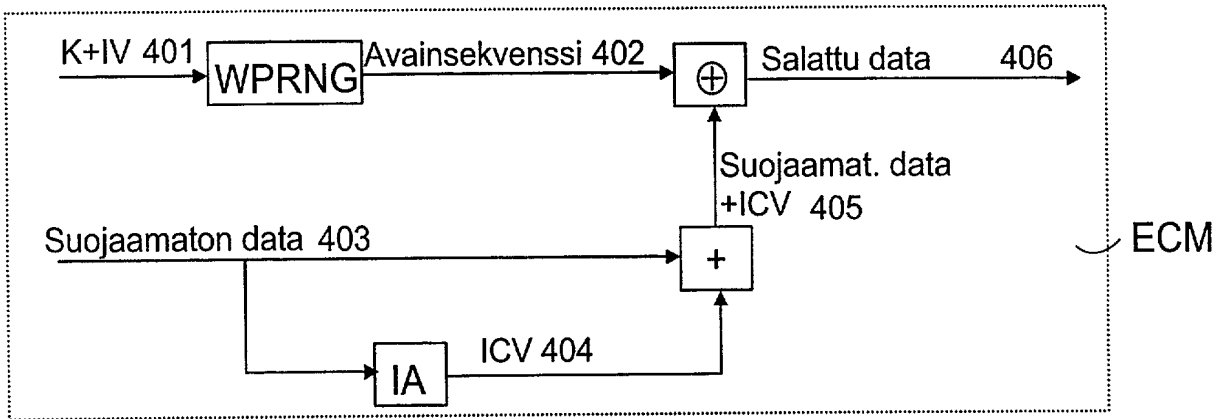 K+IV 401
WPRNG
Avainsekvenssi 402
⊕
Salattu data 406
Suojaamat. data
+ICV 405
Suojaamaton data 403
+
ECM
IA
ICV 404